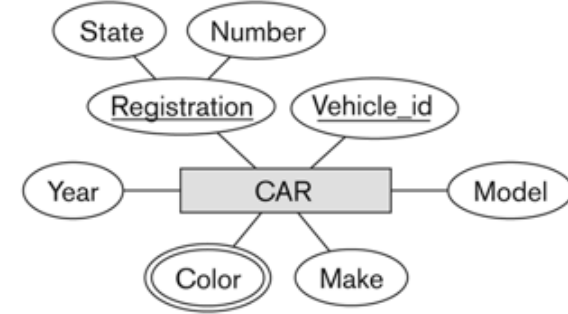 State
Number
Registration
Vehicle_id
Year
CAR
Model
Color
Make